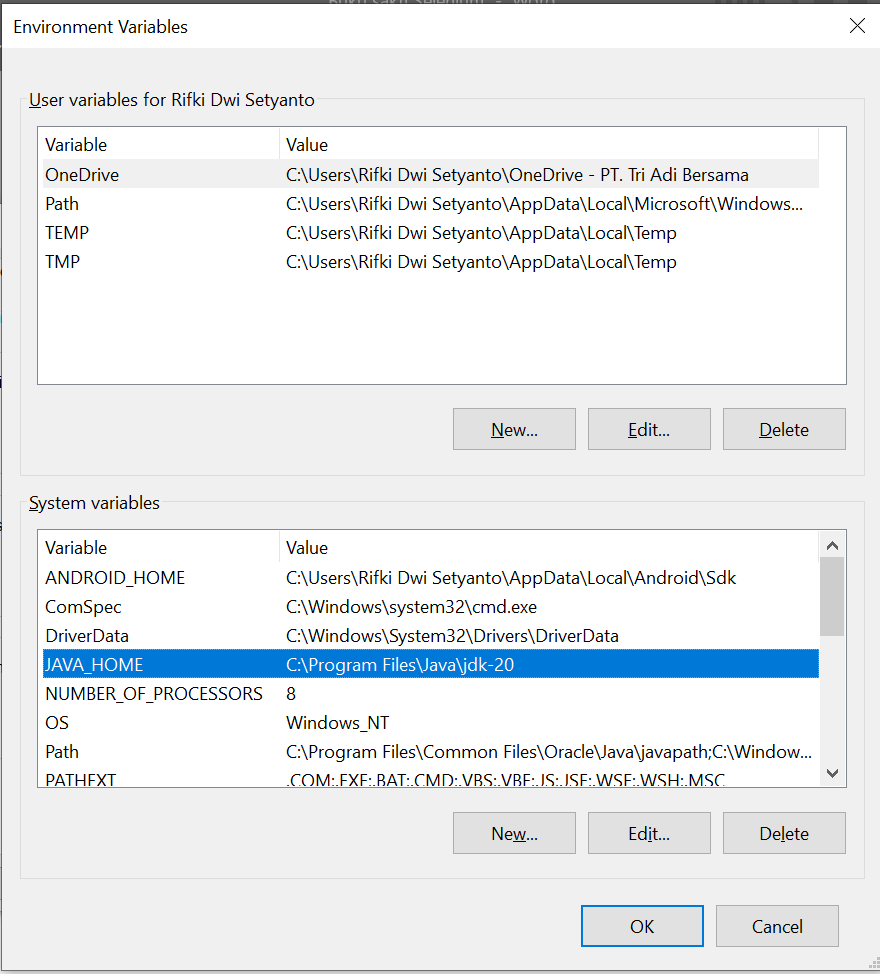 Environment Variables
User variables for Rifki Dwi Setyanto
Variable Value
OneDrive C:\Users\Rifki Dwi Setyanto\OneDrive - PT. Tri Adi Bersama
Path C:\Users\Rifki Dwi Setyanto\AppData\Local\Microsoft\Windows...
TEMP C:\Users\Rifki Dwi Setyanto\AppData\Local\Temp
TMP C:\Users\Rifki Dwi Setyanto\AppData\Local\Temp
New... Edit... Delete
System variables
Variable Value
ANDROID_HOME C:\Users\Rifki Dwi Setyanto\AppData\Local\Android\Sdk
ComSpec C:\Windows\system32\cmd.exe
DriverData C:\Windows\System32\Drivers\DriverData
JAVA_HOME C:\Program Files\Java\jdk-20
NUMBER_OF_PROCESSORS 8
OS Windows_NT
Path C:\Program Files\Common Files\Oracle\Java\javapath;C:\Window...
PATHEXT .COM;.EXE;.BAT;.CMD;.VBS;.VBE;.JS;.JSE;.WSF;.WSH;.MSC
New... Edit... Delete
OK Cancel